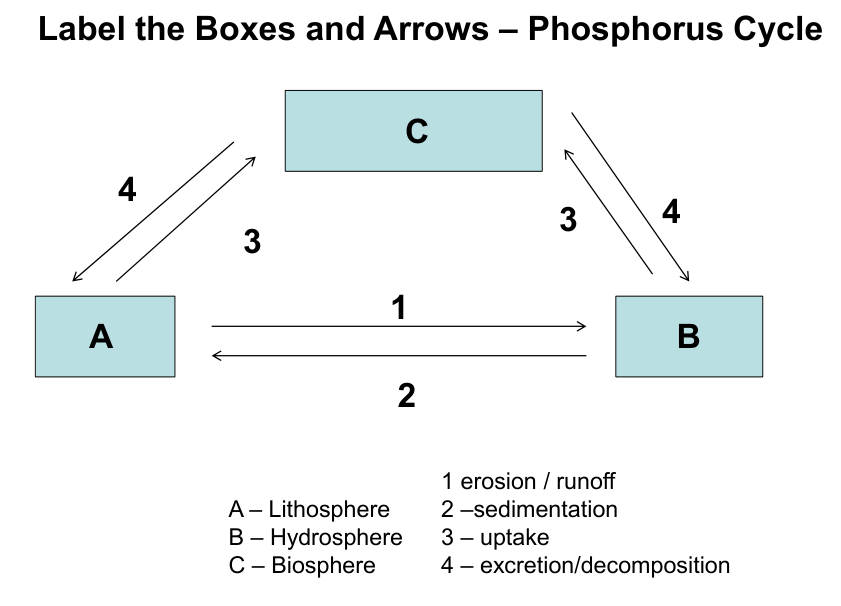 Label the Boxes and Arrows – Phosphorus Cycle
C
4
3
3
4
A
1
B
2
A – Lithosphere
B – Hydrosphere
C – Biosphere
1 erosion / runoff
2 –sedimentation
3 – uptake
4 – excretion/decomposition